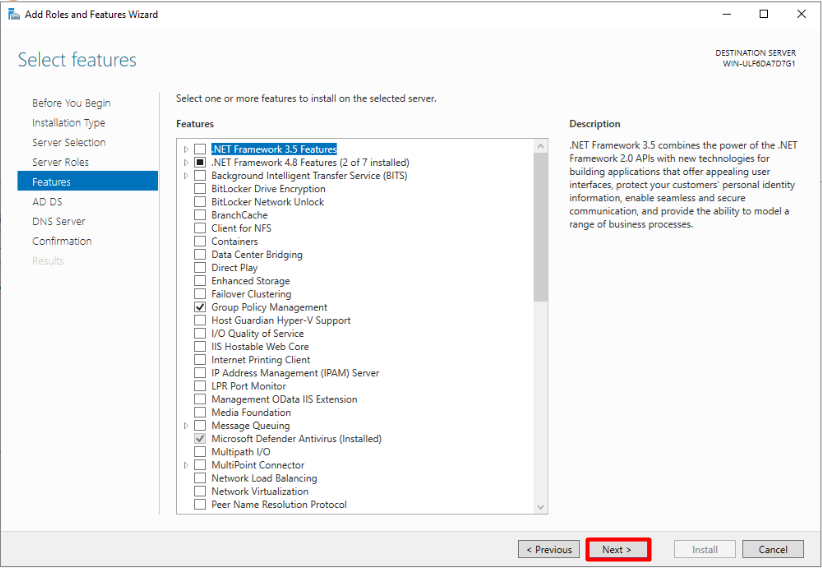 Add Roles and Features Wizard
Select features
DESTINATION SERVER
WIN-ULF6DA7D7G1
Before You Begin
Installation Type
Server Selection
Server Roles
Features
AD DS
DNS Server
Confirmation
Results
Select one or more features to install on the selected server.
Features
.NET Framework 3.5 Features
.NET Framework 4.8 Features (2 of 7 installed)
Background Intelligent Transfer Service (BITS)
BitLocker Drive Encryption
BitLocker Network Unlock
BranchCache
Client for NFS
Containers
Data Center Bridging
Direct Play
Enhanced Storage
Failover Clustering
Group Policy Management
Host Guardian Hyper-V Support
I/O Quality of Service
IIS Hostable Web Core
Internet Printing Client
IP Address Management (IPAM) Server
LPR Port Monitor
Management OData IIS Extension
Media Foundation
Message Queuing
Microsoft Defender Antivirus (Installed)
Multipath I/O
MultiPoint Connector
Network Load Balancing
Network Virtualization
Peer Name Resolution Protocol
Description
.NET Framework 3.5 combines the power of the .NET
Framework 2.0 APIs with new technologies for
building applications that offer appealing user
interfaces, protect your customers' personal identity
information, enable seamless and secure
communication, and provide the ability to model a
range of business processes.
< Previous
Next >
Install
Cancel